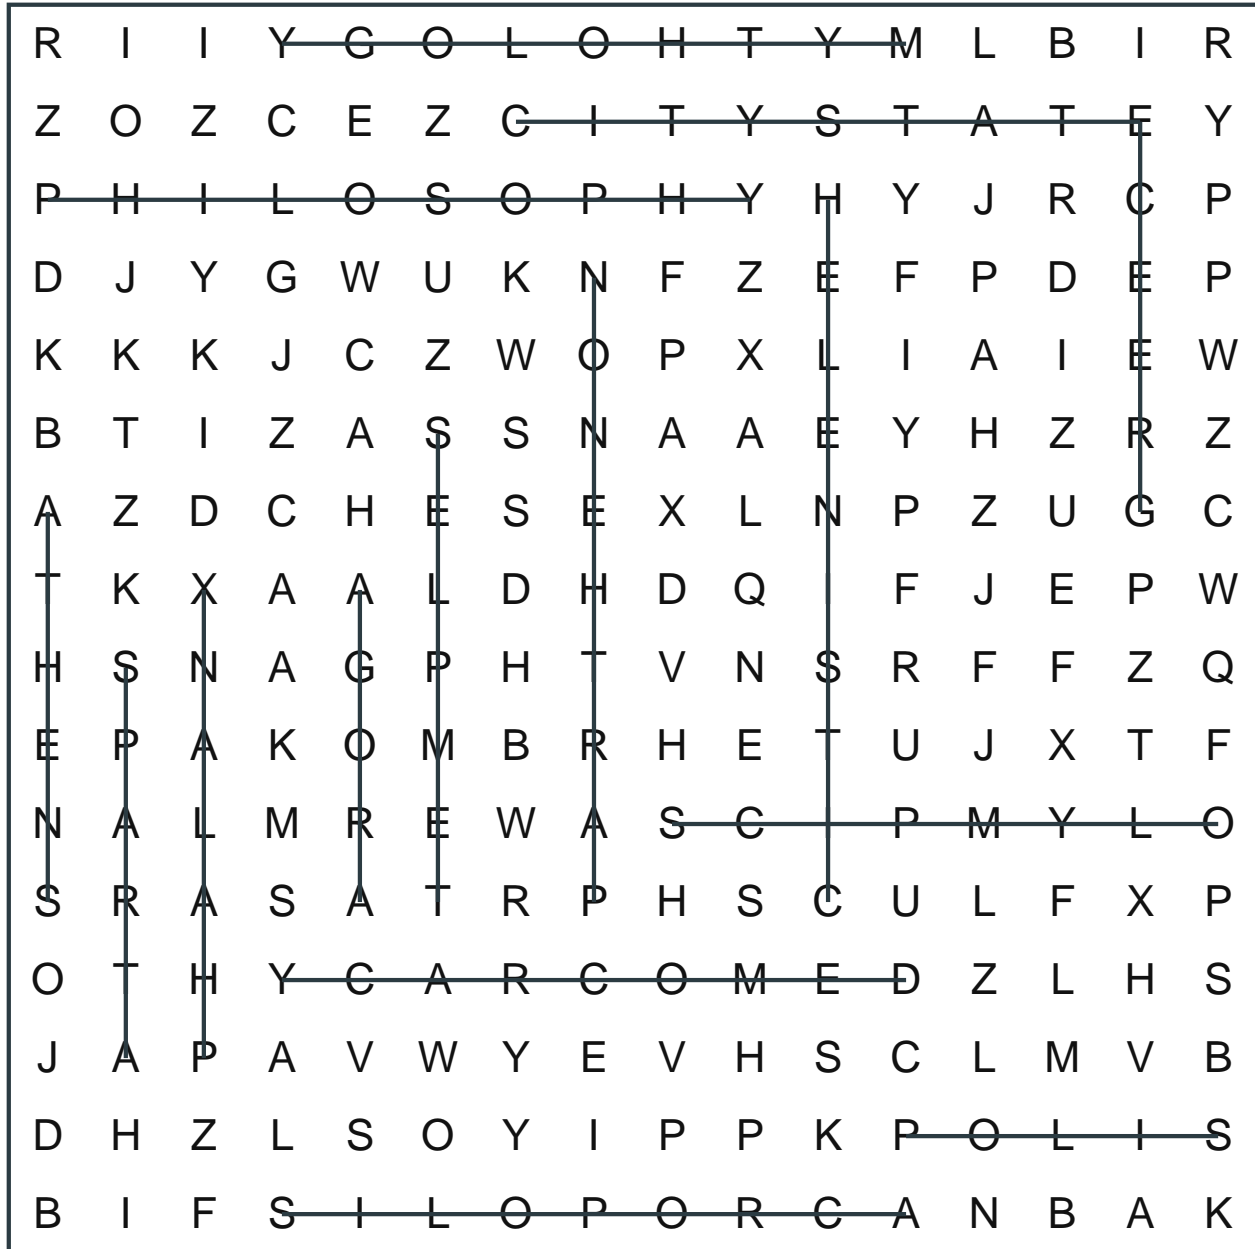 R I I Y G O L O H T Y M L B I R
Z O Z C E Z C I T Y S T A T E Y
P H I L O S O P H Y H Y J R C P
D J Y G W U K N F Z E F P D E P
K K K J C Z W O P X L I A I E W
B T I Z A S S N A A E Y H Z R Z
A Z D C H E S E X L N P Z U G C
T K X A A L D H D Q I F J E P W
H S N A G P H T V N S R F F Z Q
E P A K O M B R H E T U J X T F
N A L M R E W A S C I P M Y L O
S R A S A T R P H S C U L F X P
O T H Y C A R C O M E D Z L H S
J A P A V W Y E V H S C L M V B
D H Z L S O Y I P P K P O L I S
B I F S I L O P O R C A N B A K